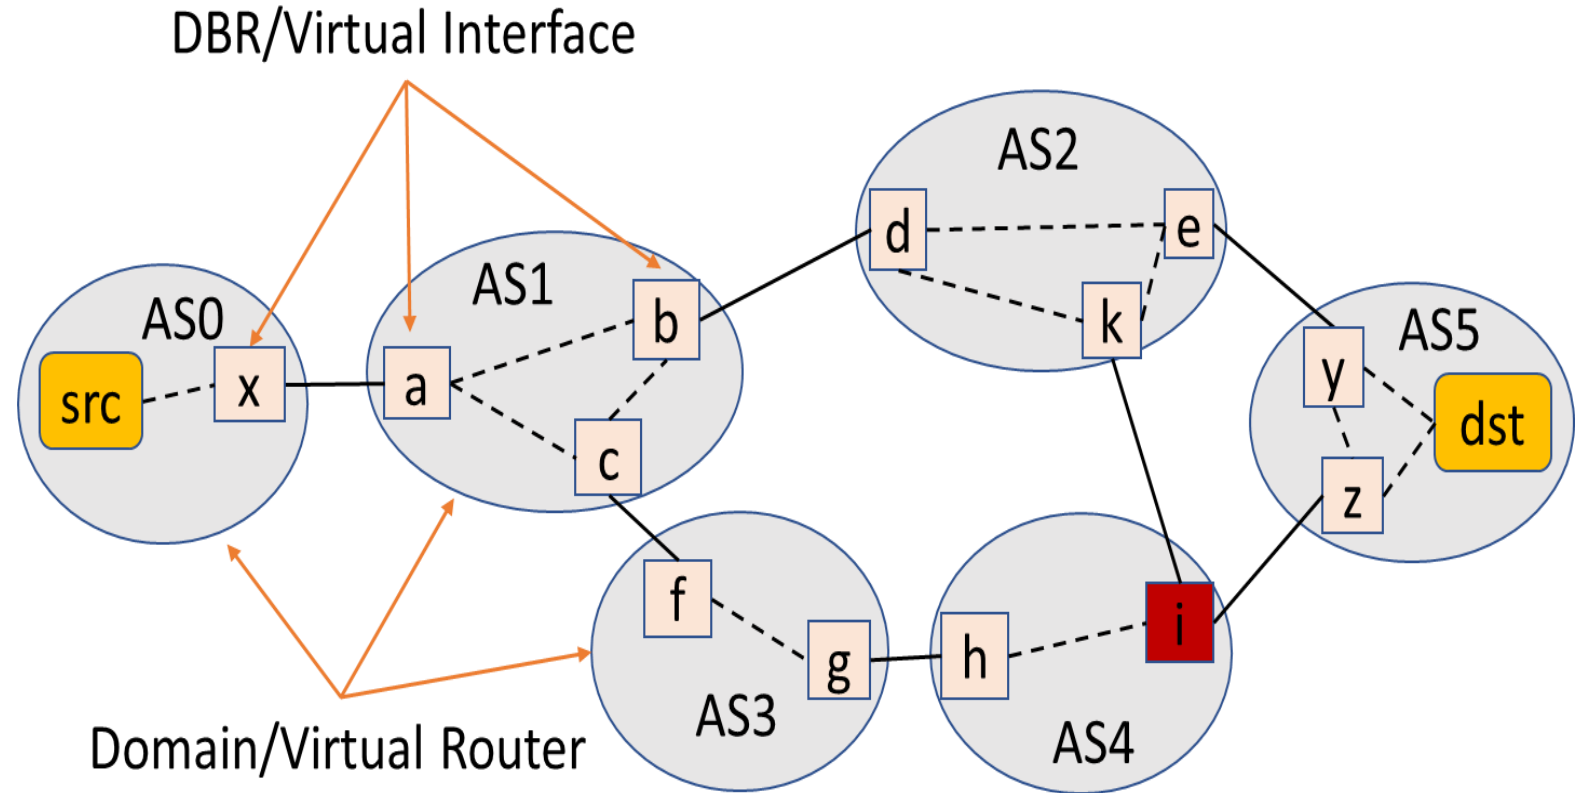 DBR/Virtual Interface
AS2
d
e
AS1
AS0
b
k
AS5
src
x
a
y
dst
c
z
f
i
g
h
AS3
AS4
Domain/Virtual Router